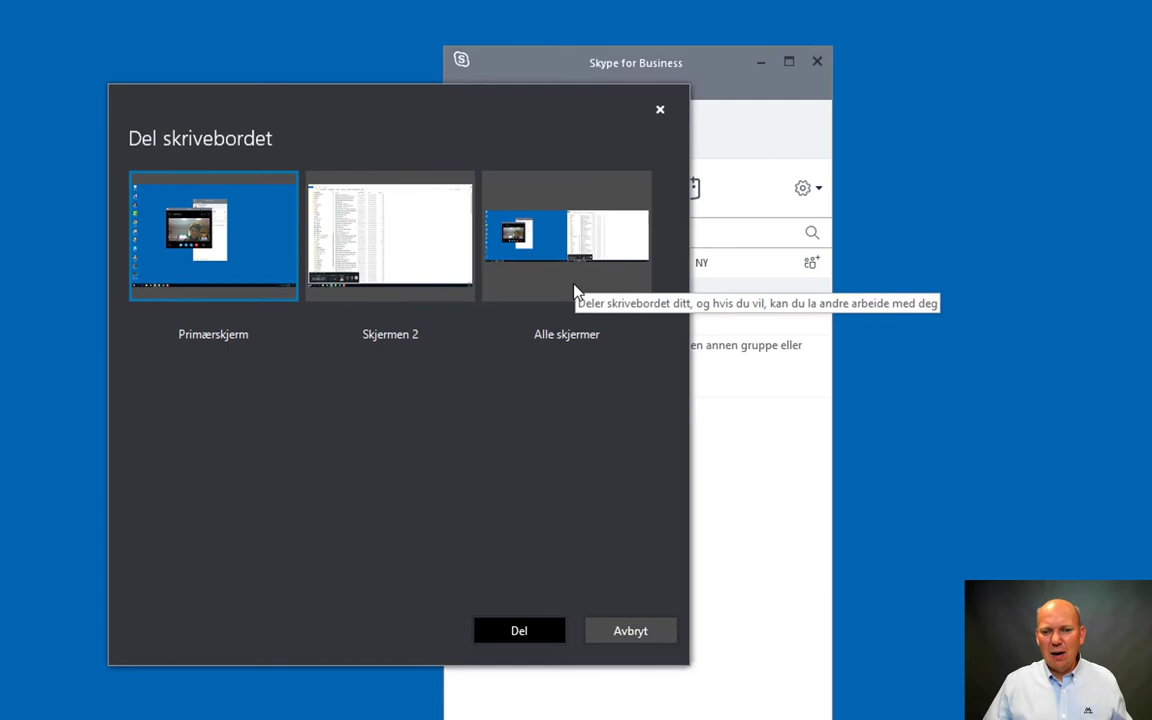 Skype for Business
Del skrivebordet
NY
Deler skrivebordet ditt, og hvis du vil, kan du la andre arbeide med deg
Primærskjerm
Skjermen 2
Alle skjermer
en annen gruppe eller
Del
Avbryt